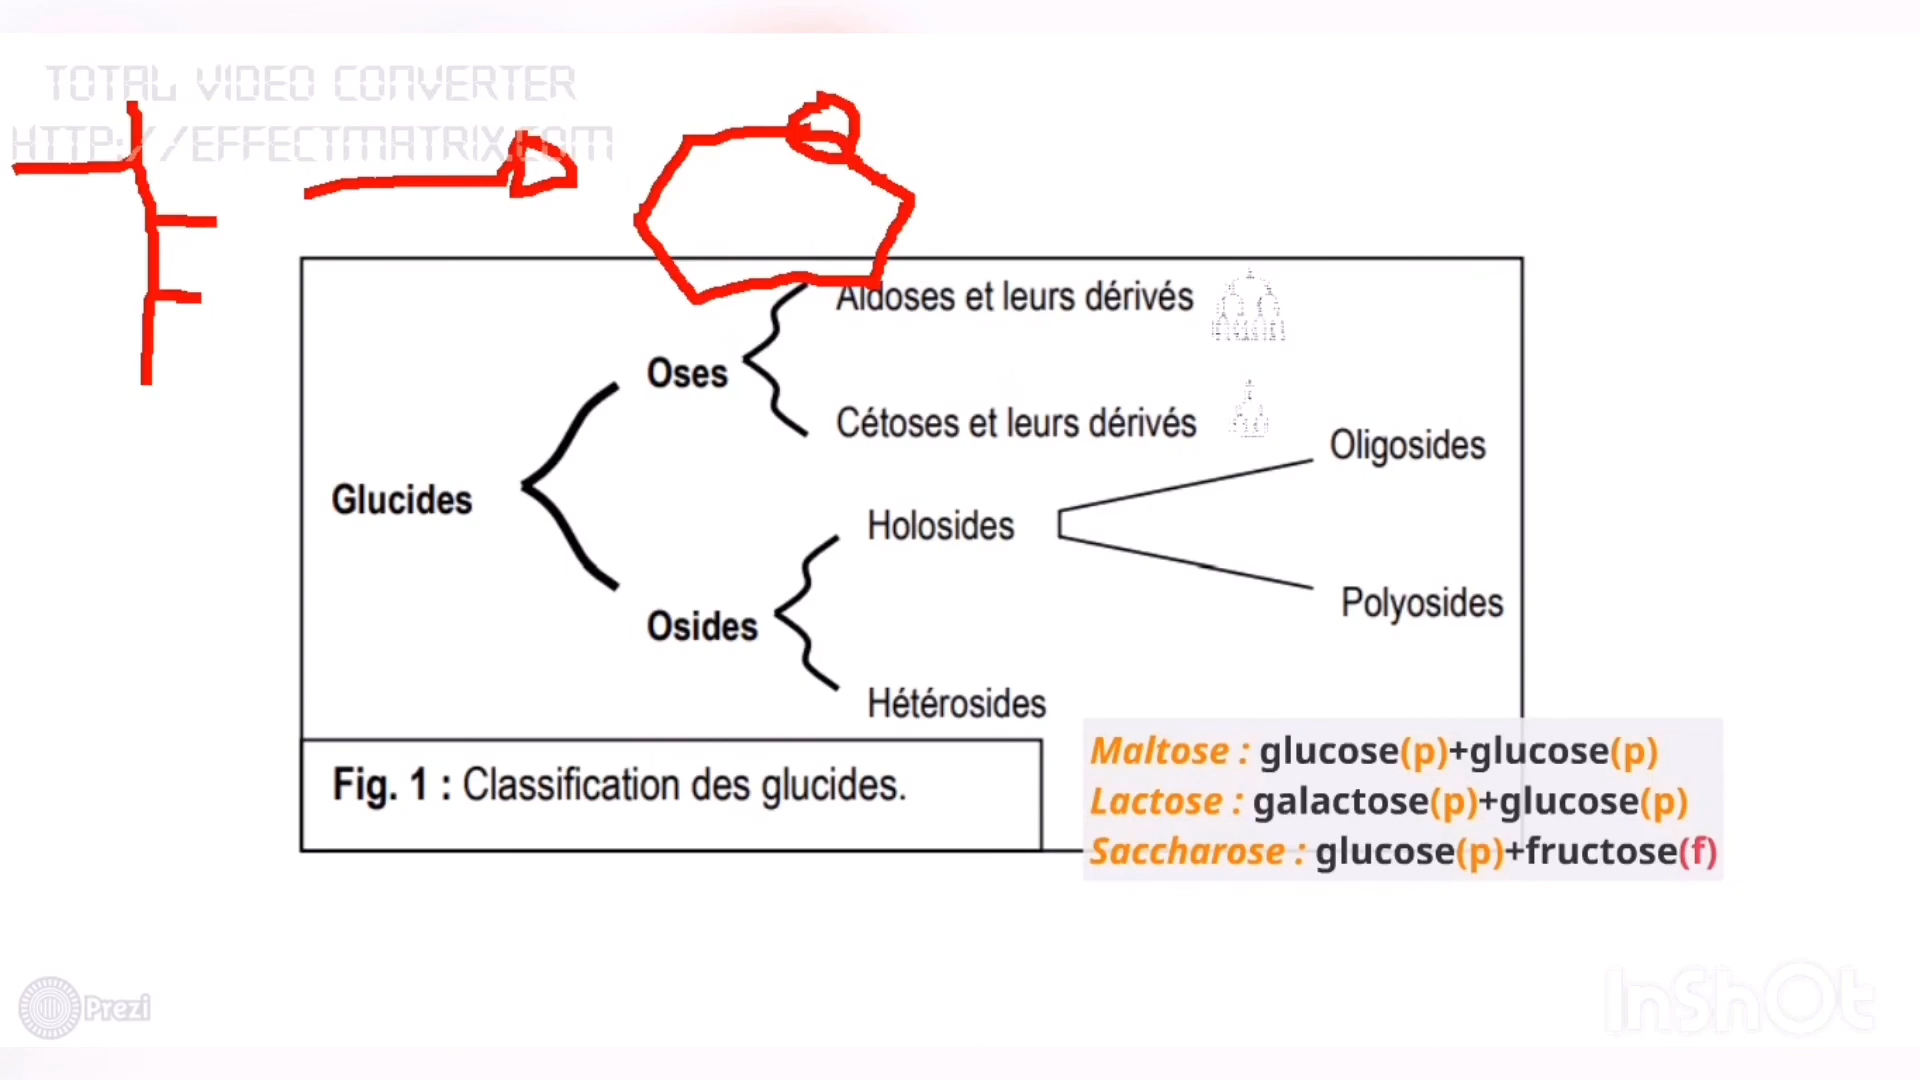 TOTAL VIDEO CONVERTER
HTTP://EFFECTMATRIX.COM
Aldoses et leurs dérivés
Oses
Cétoses et leurs dérivés
Oligosides
Glucides
Holosides
Polyosides
Osides
Hétérosides
Maltose : glucose(p)+glucose(p)
Fig. 1 : Classification des glucides.
Lactose : galactose(p)+glucose(p)
Saccharose : glucose(p)+fructose(f)
Prezi
InShOt